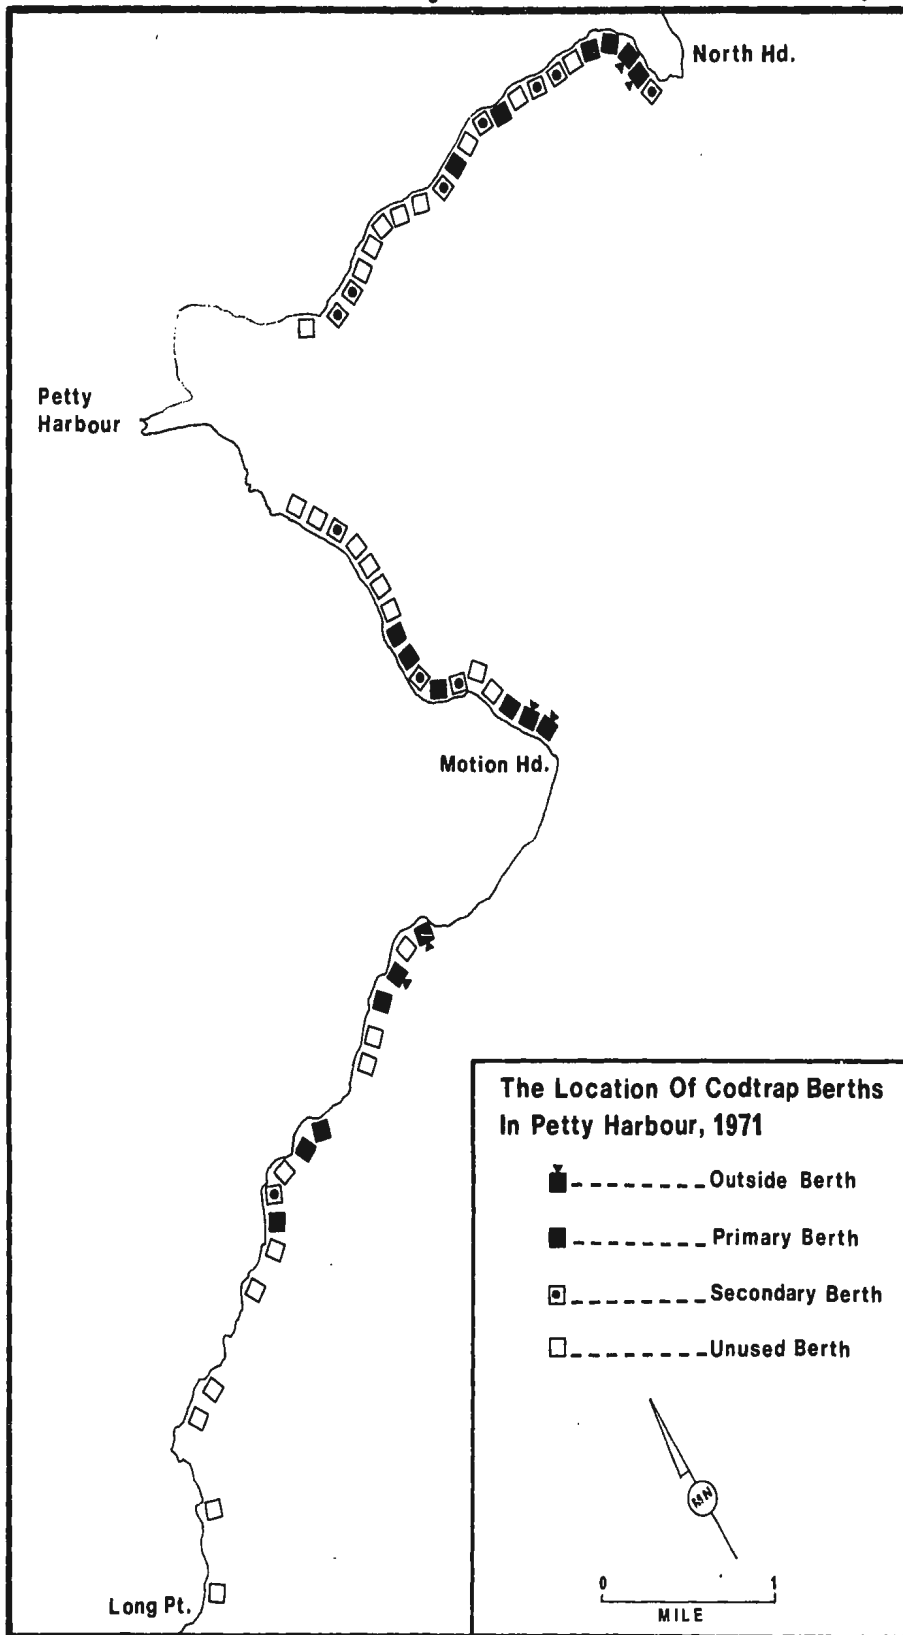 North Hd.
Petty
Harbour
Motion Hd.
The Location Of Codtrap Berths
In Petty Harbour, 1971
Outside Berth
Primary Berth
Secondary Berth
Unused Berth
MN
0 1
MILE
Long Pt.